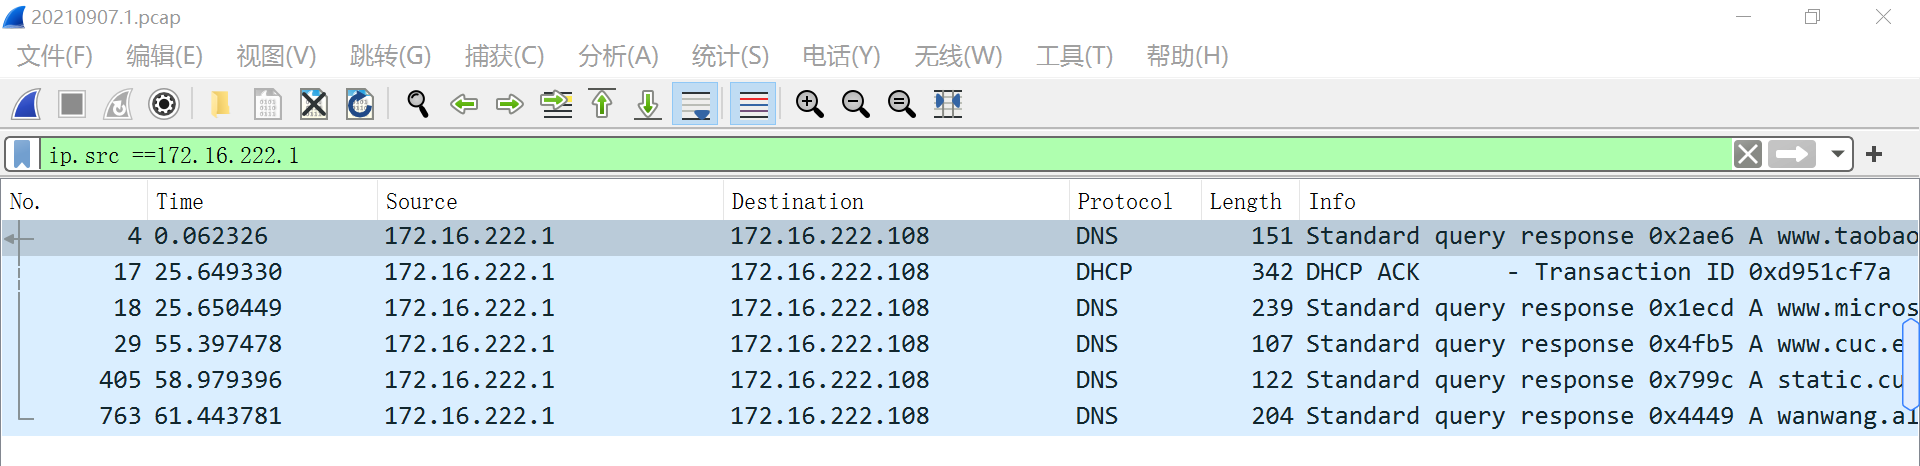 20210907.1.pcap
文件(F) 编辑(E) 视图(V) 跳转(G) 捕获(C) 分析(A) 统计(S) 电话(Y) 无线(W) 工具(T) 帮助(H)
ip.src ==172.16.222.1
No. Time Source Destination Protocol Length Info
4 0.062326 172.16.222.1 172.16.222.108 DNS 151 Standard query response 0x2ae6 A www.taobao
17 25.649330 172.16.222.1 172.16.222.108 DHCP 342 DHCP ACK - Transaction ID 0xd951cf7a
18 25.650449 172.16.222.1 172.16.222.108 DNS 239 Standard query response 0x1ecd A www.micros
29 55.397478 172.16.222.1 172.16.222.108 DNS 107 Standard query response 0x4fb5 A www.cuc.e
405 58.979396 172.16.222.1 172.16.222.108 DNS 122 Standard query response 0x799c A static.cu
763 61.443781 172.16.222.1 172.16.222.108 DNS 204 Standard query response 0x4449 A wanwang.al